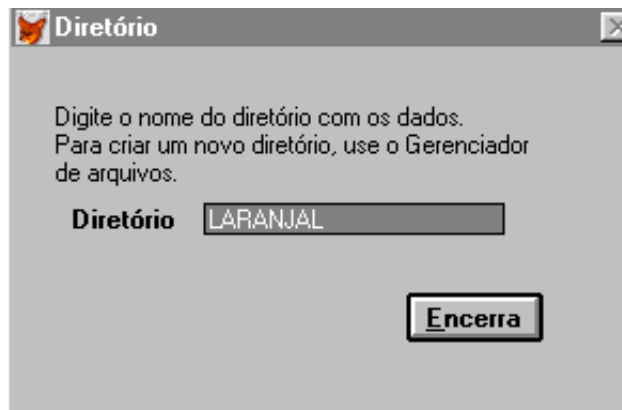 Diretório
Digite o nome do diretório com os dados.
Para criar um novo diretório, use o Gerenciador
de arquivos.
Diretório LARANJAL
Encerra